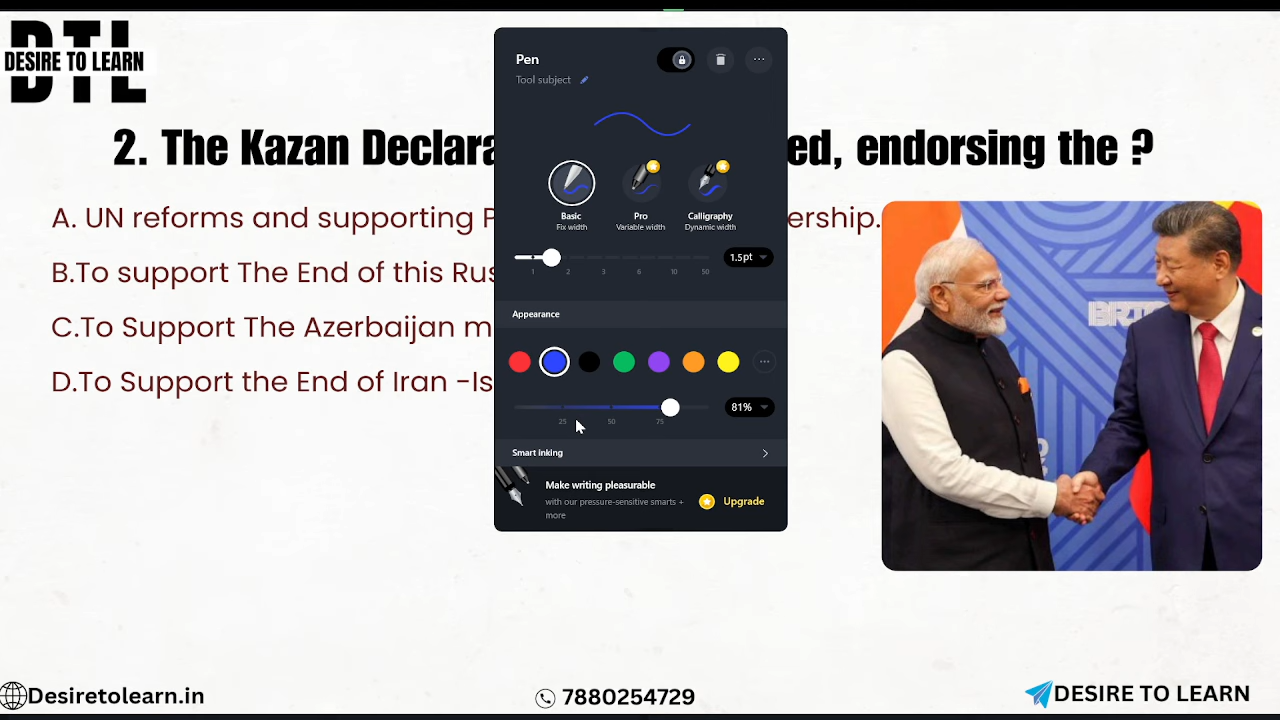 DTL
DESIRE TO LEARN
2. The Kazan Declara
ed, endorsing the ?
A. UN reforms and supporting P
ership.
B.To support The End of this Rus
C.To Support The Azerbaijan m
D.To Support the End of Iran -Is
Pen
Tool subject
Basic
Fix width
Pro
Variable width
Calligraphy
Dynamic width
1 2 3 6 10 50
1.5pt
Appearance
81%
25 50 75
Smart Inking
Make writing pleasurable
with our pressure-sensitive smarts +
more
Upgrade
BRIC
Desiretolearn.in
7880254729
DESIRE TO LEARN